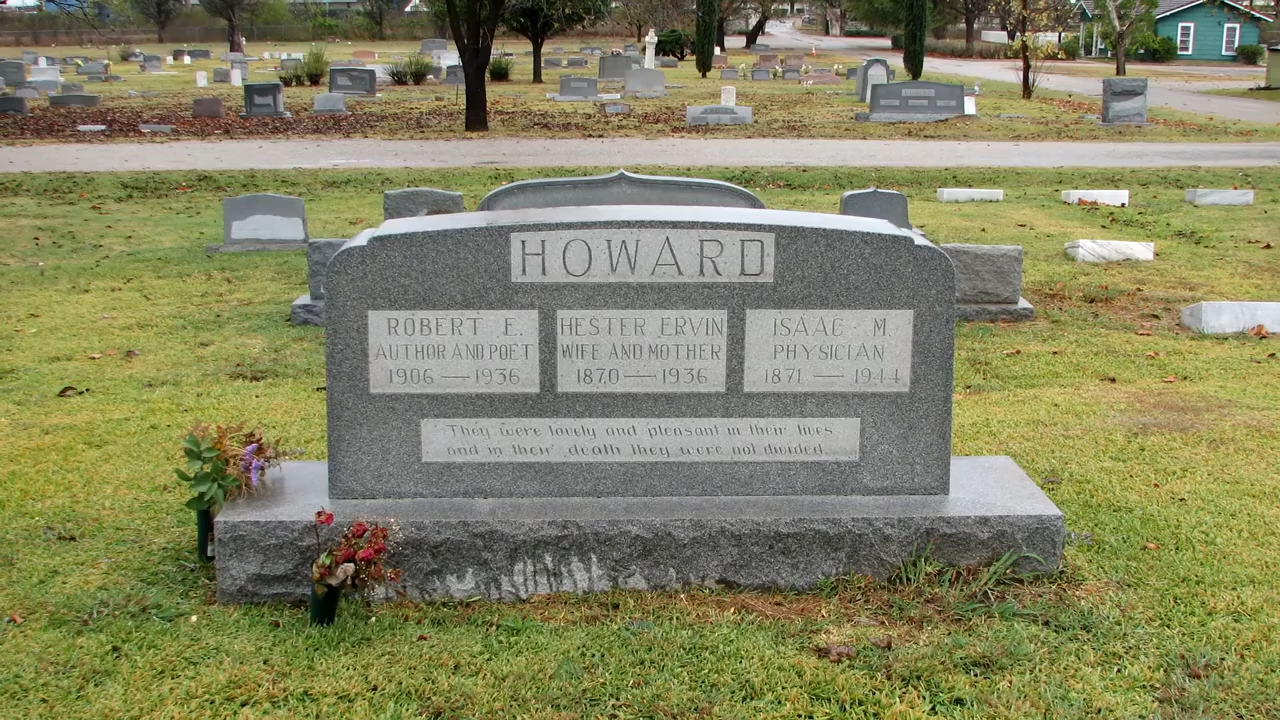 HOWARD
ROBERT E.
AUTHOR AND POET
1906 — 1936
HESTER ERVIN
WIFE AND MOTHER
1870 — 1936
ISAAC M.
PHYSICIAN
1871 — 1944
They were lovely and pleasant in their lives
and in their death they were not divided.